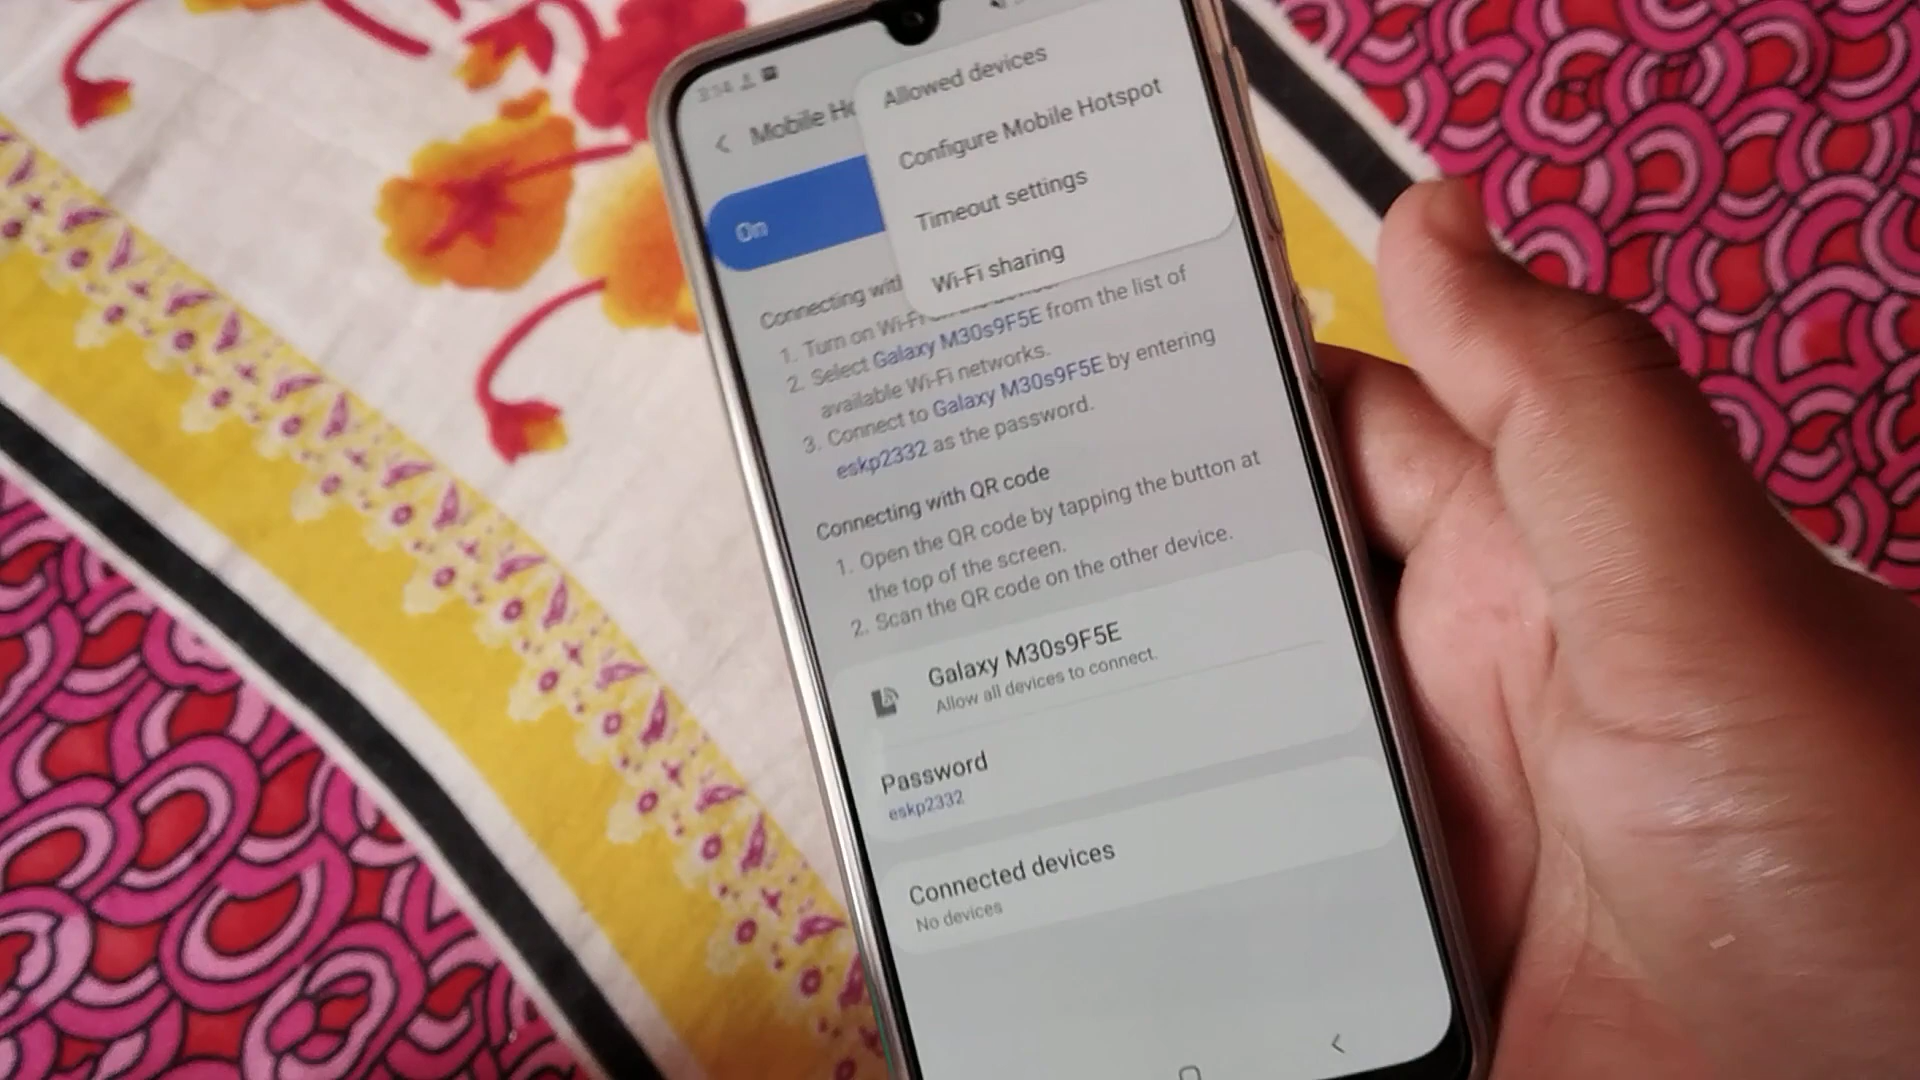 3:14
Mobile Ho
Allowed devices
Configure Mobile Hotspot
Timeout settings
Wi-Fi sharing
On
Connecting with
1. Turn on Wi-Fi
2. Select Galaxy M30s9F5E from the list of
available Wi-Fi networks.
3. Connect to Galaxy M30s9F5E by entering
eskp2332 as the password.
Connecting with QR code
1. Open the QR code by tapping the button at
the top of the screen.
2. Scan the QR code on the other device.
Galaxy M30s9F5E
Allow all devices to connect.
Password
eskp2332
Connected devices
No devices